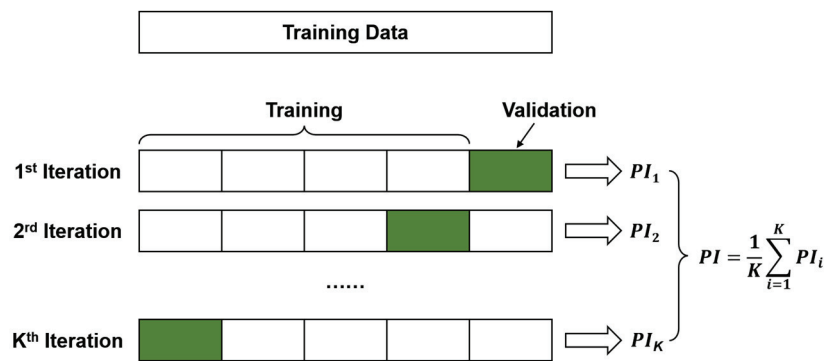 Training Data
Training
Validation
1st Iteration
PI1
2rd Iteration
PI2
PI = 1/K ∑ i=1 K PIi
......
Kth Iteration
PIK